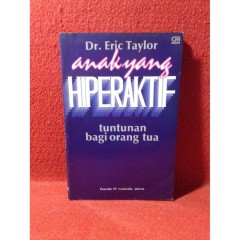 Dr. Eric Taylor
anak yang
HIPERAKTIF
tuntunan
bagi orang tua